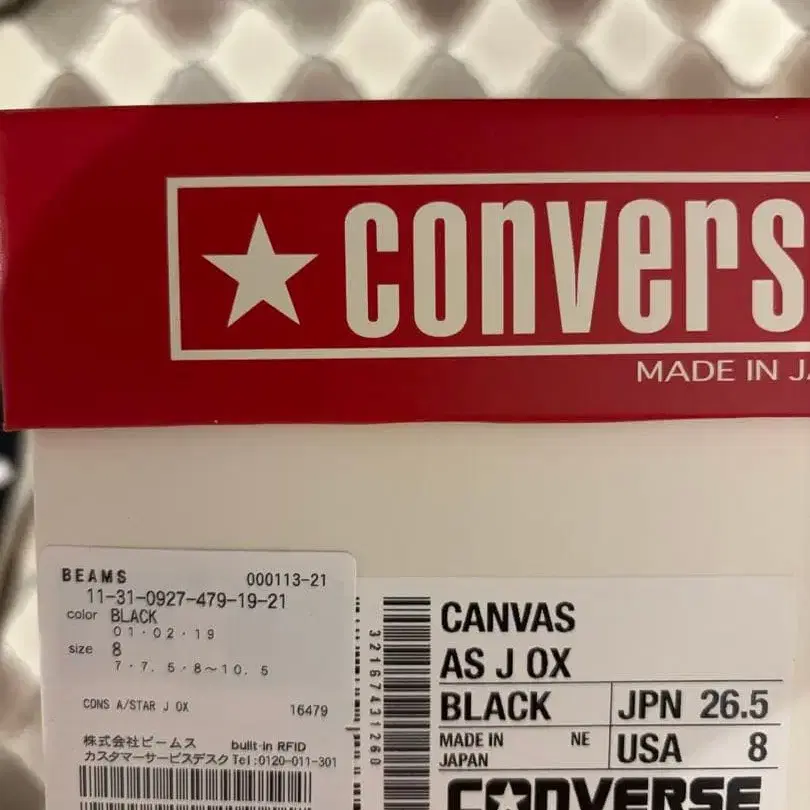 CONVERS
MADE IN JA
BEAMS 000113-21
11-31-0927-479-19-21
color BLACK
01・02・19
size 8
7・7.5・8～10.5
CONS A/STAR J OX 16479
株式会社ビームス built-in RFID
カスタマーサービスデスク Tel:0120-011-301
3216743126
CANVAS
AS J OX
BLACK JPN 26.5
MADE IN JAPAN NE USA 8
CONVERSE